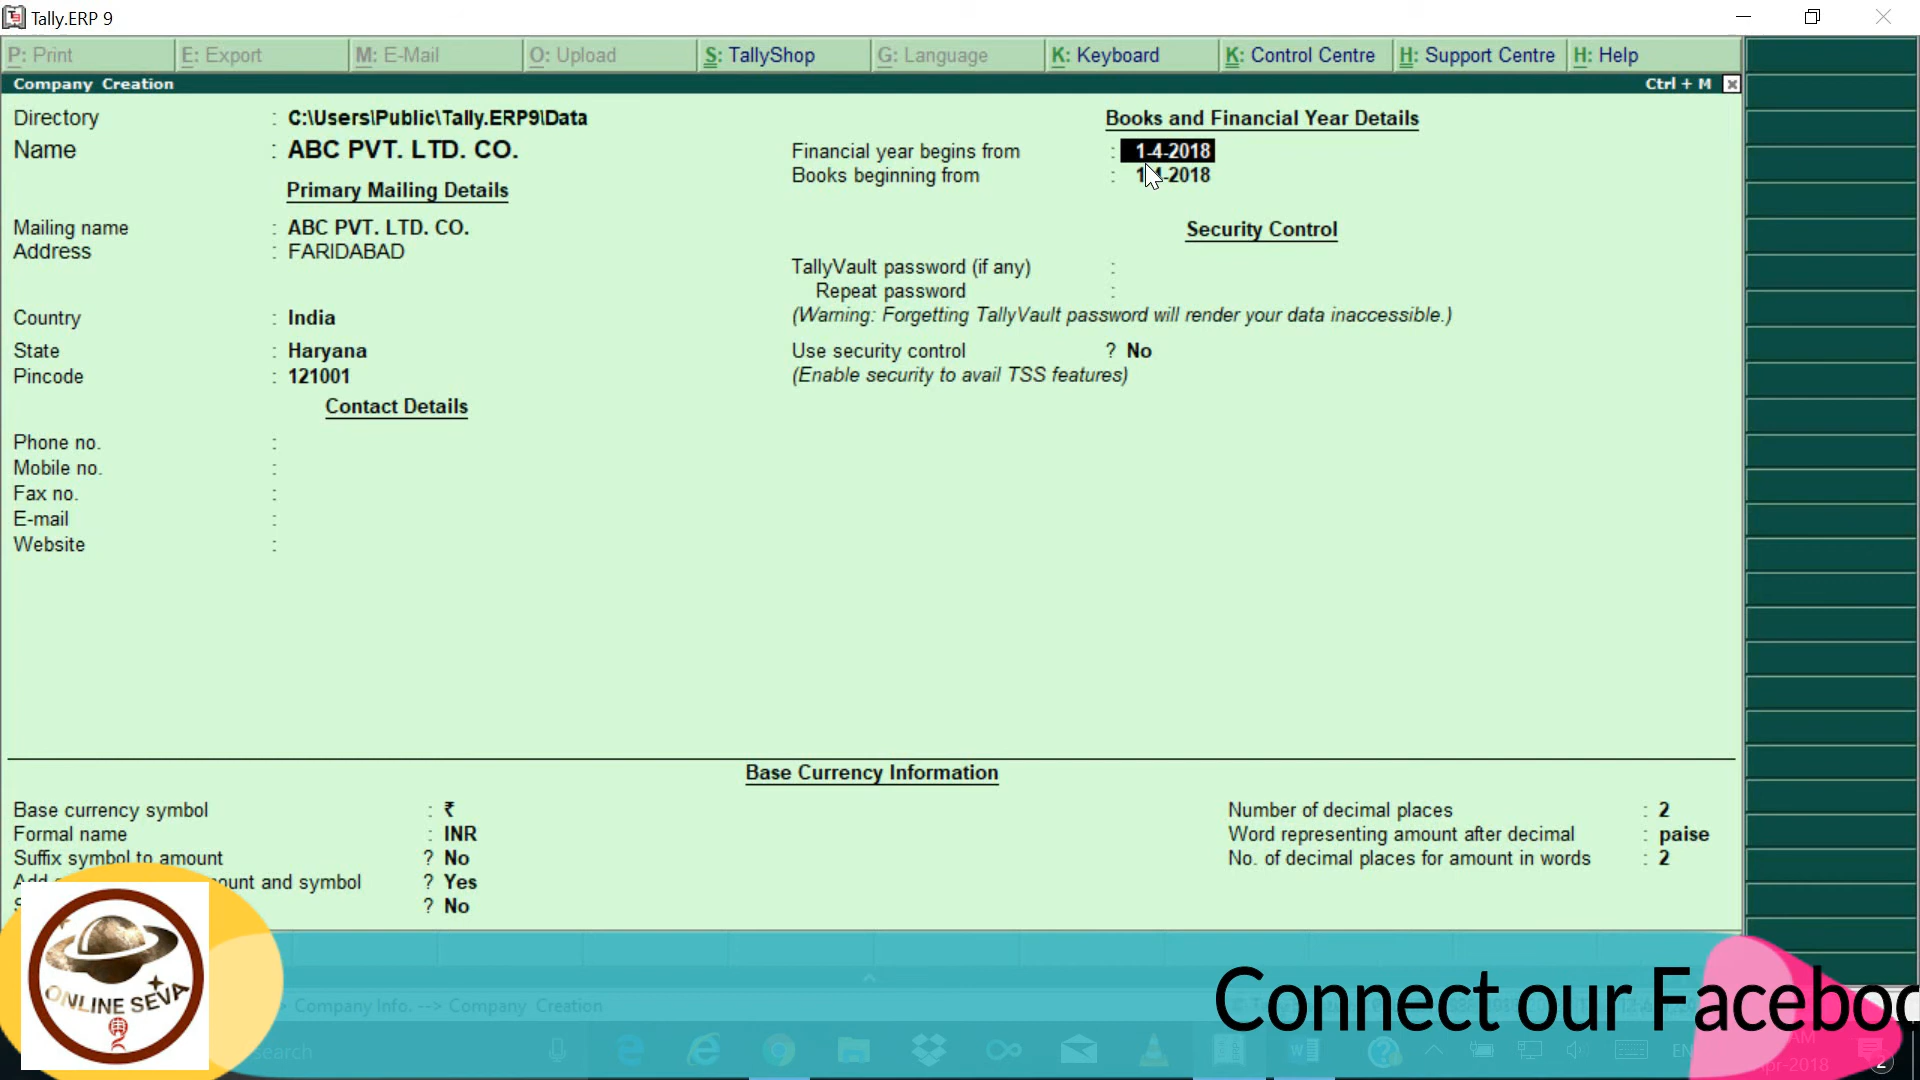 Tally.ERP 9
P: Print E: Export M: E-Mail O: Upload S: TallyShop G: Language K: Keyboard K: Control Centre H: Support Centre H: Help
Company Creation Ctrl + M
Directory : C:\Users\Public\Tally.ERP9\Data
Name : ABC PVT. LTD. CO.
Primary Mailing Details
Mailing name : ABC PVT. LTD. CO.
Address : FARIDABAD
Country : India
State : Haryana
Pincode : 121001
Contact Details
Phone no. :
Mobile no. :
Fax no. :
E-mail :
Website :
Books and Financial Year Details
Financial year begins from : 1-4-2018
Books beginning from : 1-4-2018
Security Control
TallyVault password (if any) :
Repeat password :
(Warning: Forgetting TallyVault password will render your data inaccessible.)
Use security control ? No
(Enable security to avail TSS features)
Base Currency Information
Base currency symbol : ₹
Formal name : INR
Suffix symbol to amount ? No
ount and symbol ? Yes
? No
Number of decimal places : 2
Word representing amount after decimal : paise
No. of decimal places for amount in words : 2
ONLINE SEVA
Company Info. --> Company Creation
Connect our Faceboo
search